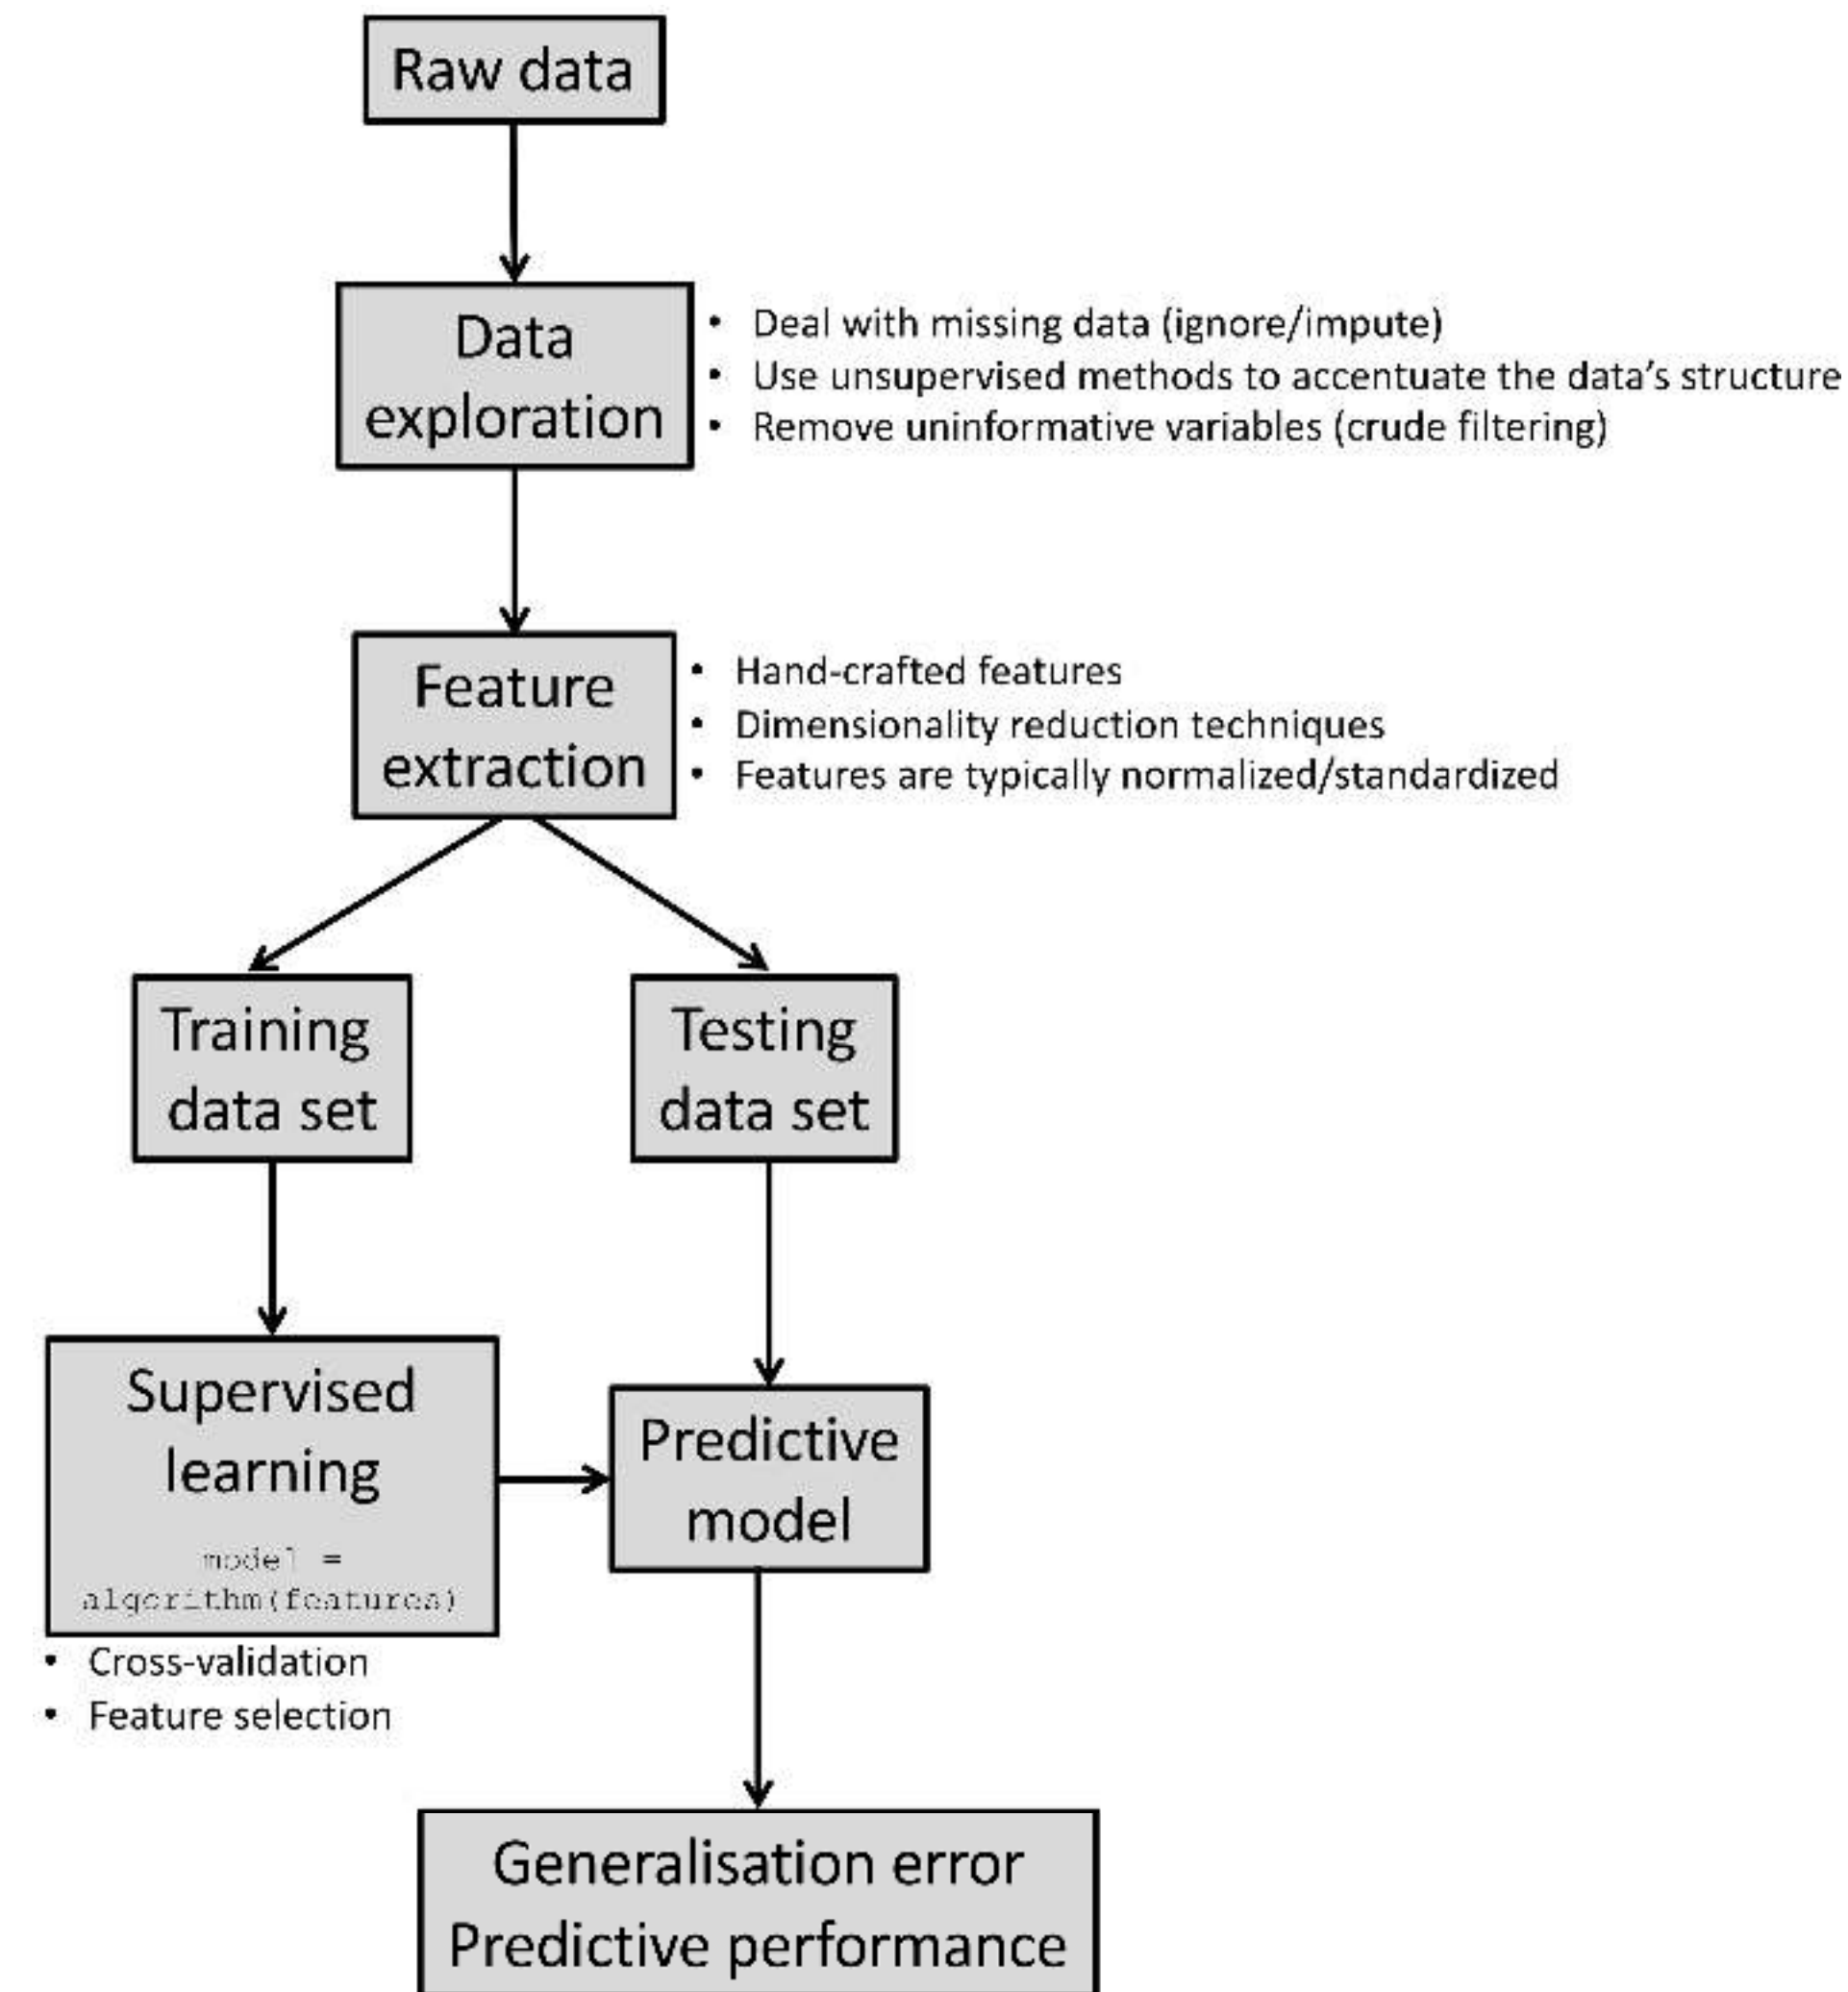 Raw data
Data
exploration
• Deal with missing data (ignore/impute)
• Use unsupervised methods to accentuate the data's structure
• Remove uninformative variables (crude filtering)
Feature
extraction
• Hand-crafted features
• Dimensionality reduction techniques
• Features are typically normalized/standardized
Training
data set
Testing
data set
Supervised
learning
model =
algorithm(features)
• Cross-validation
• Feature selection
Predictive
model
Generalisation error
Predictive performance